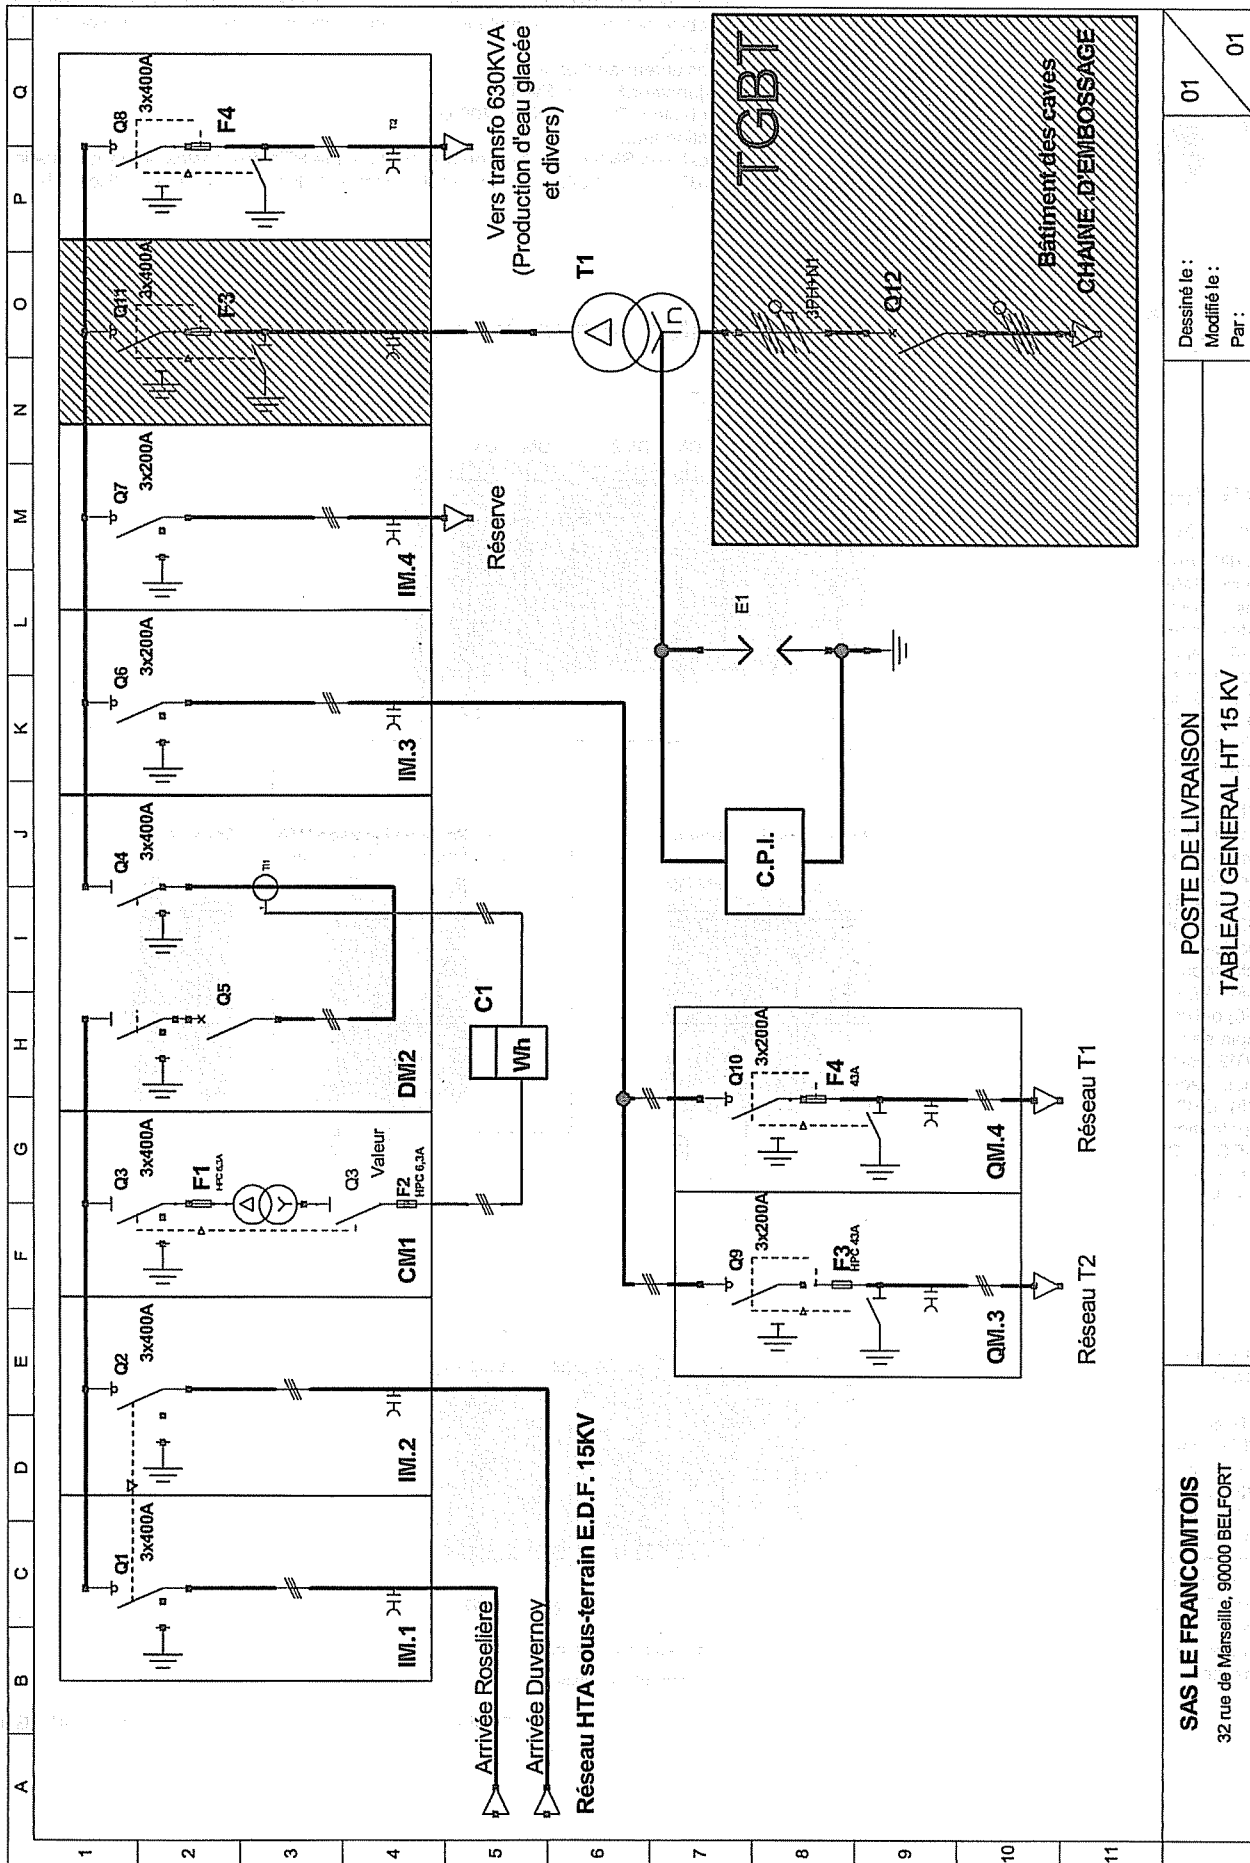 A B C D E F G H I J K L M N O P Q
1
2
3
4
5
6
7
8
9
10
11
Q1
3x400A
IM.1
Q2
3x400A
IM.2
Q3
3x400A
F1
HPC 6,3A
Q3
Valeur
F2
HPC 6,3A
CM1
Q5
DM2
Q4
3x400A
TI1
Q6
3x200A
IM.3
Q7
3x200A
IM.4
Q11
3x400A
F3
Q8
3x400A
F4
T2
Arrivée Roselière
Arrivée Duvernoy
Réseau HTA sous-terrain E.D.F. 15KV
C1
Wh
Réserve
Vers transfo 630KVA
(Production d'eau glacée
et divers)
T1
n
Q9
3x200A
F3
HPC 43A
QM.3
Réseau T2
Q10
3x200A
F4
43A
QM.4
Réseau T1
C.P.I.
E1
TGBT
3PH+N1
Q12
Bâtiment des caves
CHAINE D'EMBOSSAGE
SAS LE FRANCOMTOIS
32 rue de Marseille, 90000 BELFORT
POSTE DE LIVRAISON
TABLEAU GENERAL HT 15 KV
Dessiné le :
Modifié le :
Par :
01
01